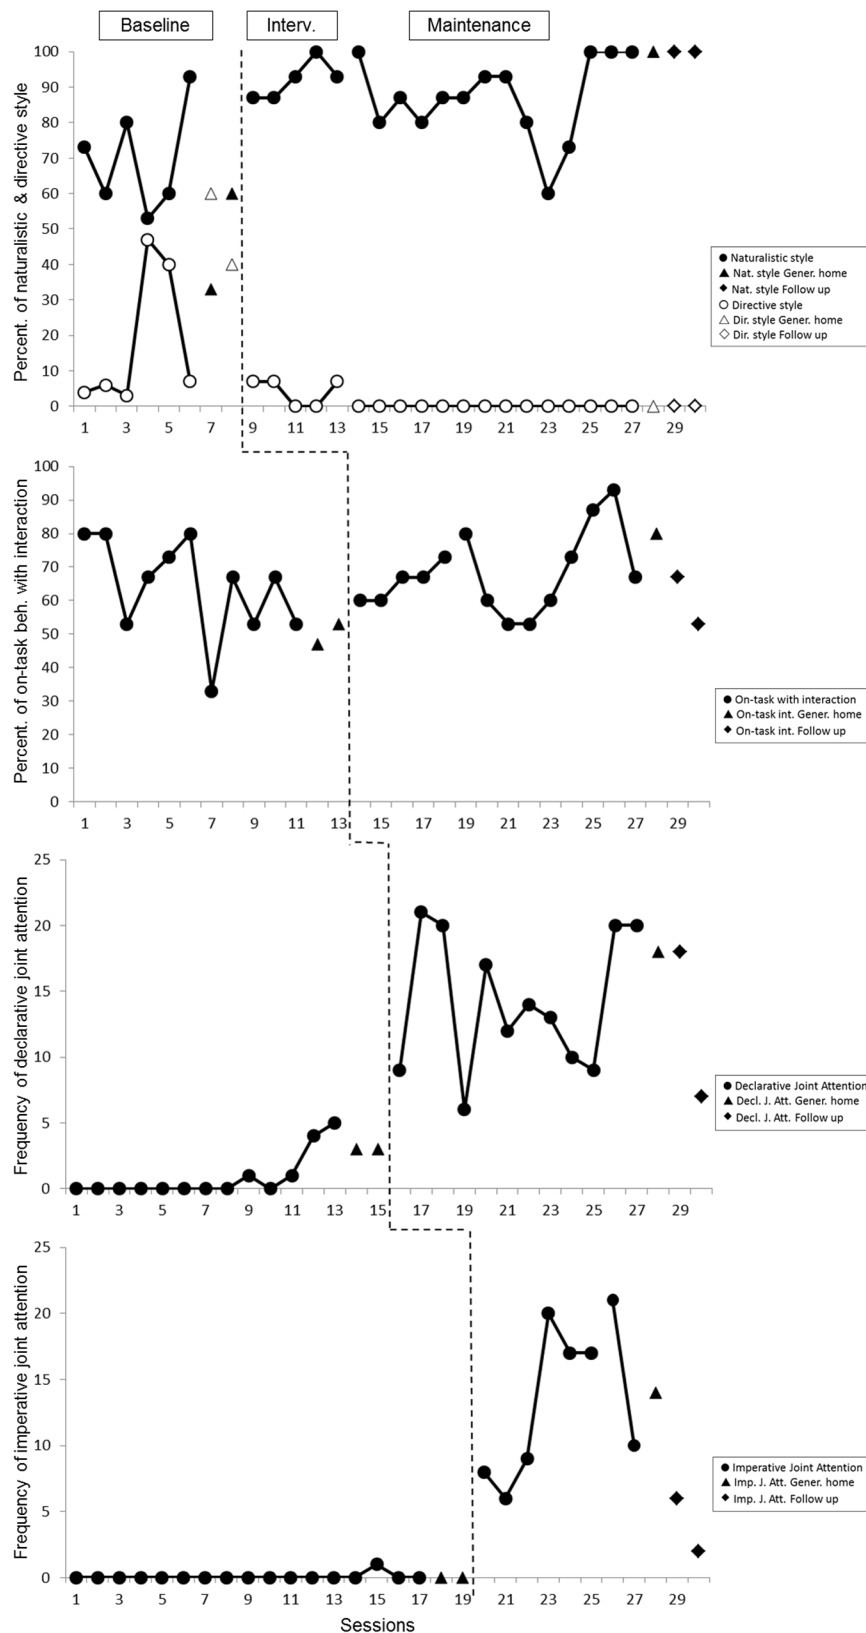 Baseline Interv. Maintenance
Percent. of naturalistic & directive style
100
90
80
70
60
50
40
30
20
10
0
1 3 5 7 9 11 13 15 17 19 21 23 25 27 29
Naturalistic style
Nat. style Gener. home
Nat. style Follow up
Directive style
Dir. style Gener. home
Dir. style Follow up
Percent. of on-task beh. with interaction
100
90
80
70
60
50
40
30
20
10
0
1 3 5 7 9 11 13 15 17 19 21 23 25 27 29
On-task with interaction
On-task int. Gener. home
On-task int. Follow up
Frequency of declarative joint attention
25
20
15
10
5
0
1 3 5 7 9 11 13 15 17 19 21 23 25 27 29
Declarative Joint Attention
Decl. J. Att. Gener. home
Decl. J. Att. Follow up
Frequency of imperative joint attention
25
20
15
10
5
0
1 3 5 7 9 11 13 15 17 19 21 23 25 27 29
Imperative Joint Attention
Imp. J. Att. Gener. home
Imp. J. Att. Follow up
Sessions